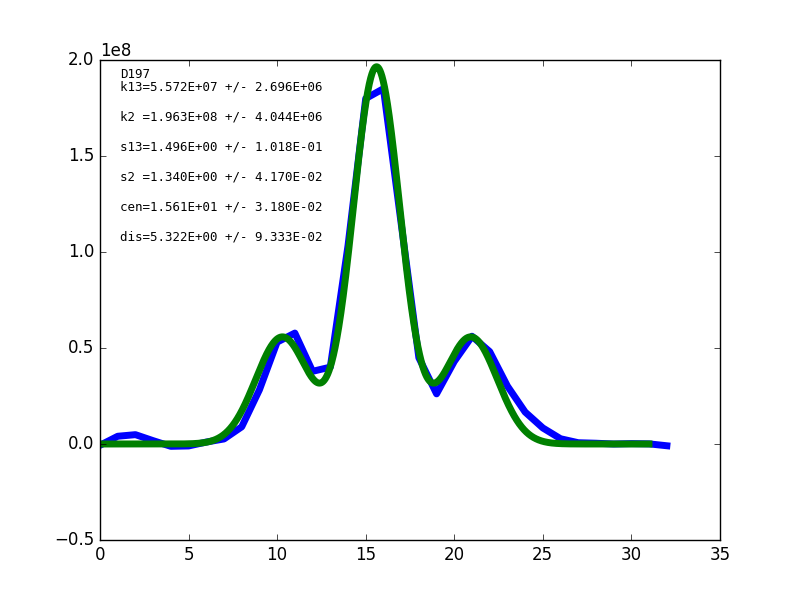 1e8
2.0
D197
k13=5.572E+07 +/- 2.696E+06
k2 =1.963E+08 +/- 4.044E+06
1.5
s13=1.496E+00 +/- 1.018E-01
s2 =1.340E+00 +/- 4.170E-02
cen=1.561E+01 +/- 3.180E-02
dis=5.322E+00 +/- 9.333E-02
1.0
0.5
0.0
−0.5
0 5 10 15 20 25 30 35